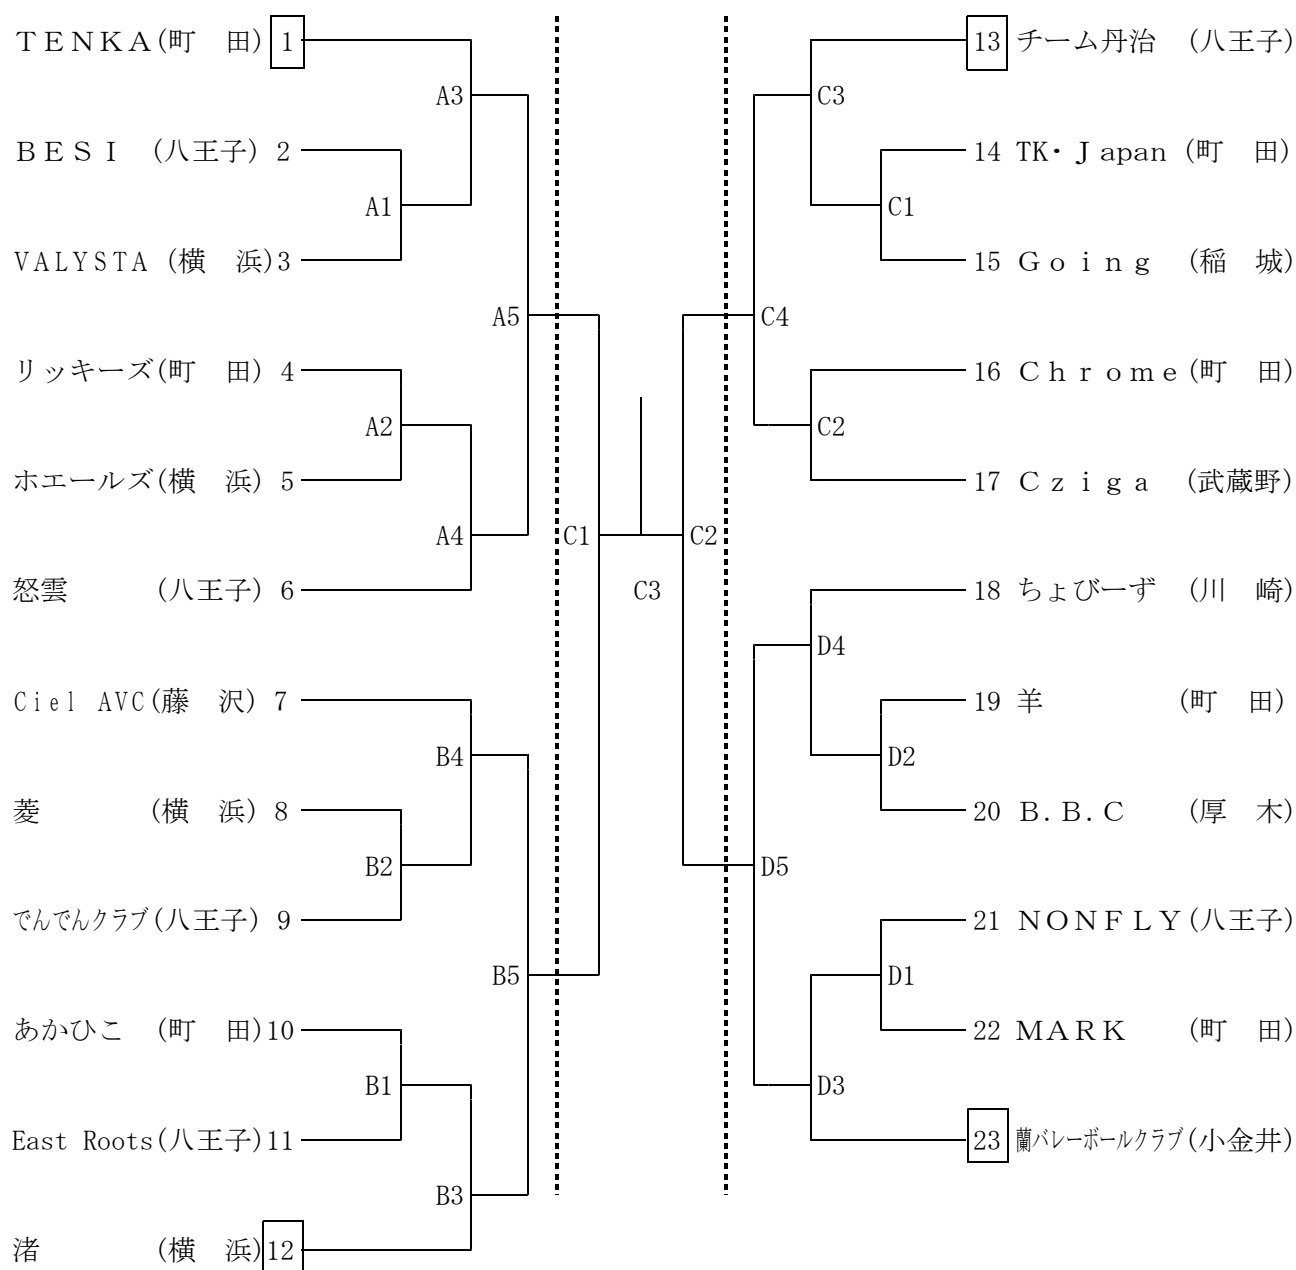 ＴＥＮＫＡ(町　田) 1
A3
ＢＥＳＩ　(八王子) 2
A1
VALYSTA (横　浜)3
A5
リッキーズ(町　田) 4
A2
ホエールズ(横　浜) 5
A4
怒雲　　　(八王子) 6
Ciel AVC(藤　沢) 7
B4
菱　　　　(横　浜) 8
B2
でんでんクラブ(八王子) 9
B5
あかひこ　(町　田)10
B1
East Roots(八王子)11
B3
渚　　　　(横　浜)12
C1
C3
C2
13 チーム丹治　(八王子)
C3
14 TK・Ｊapan (町　田)
C1
15 Ｇｏｉｎｇ　(稲　城)
C4
16 Ｃｈｒｏｍｅ(町　田)
C2
17 Ｃｚｉｇａ　(武蔵野)
18 ちょびーず　(川　崎)
D4
19 羊　　　　(町　田)
D2
20 B.B.C　　(厚　木)
D5
21 ＮＯＮＦＬＹ(八王子)
D1
22 ＭＡＲＫ　　(町　田)
D3
23 蘭バレーボールクラブ(小金井)